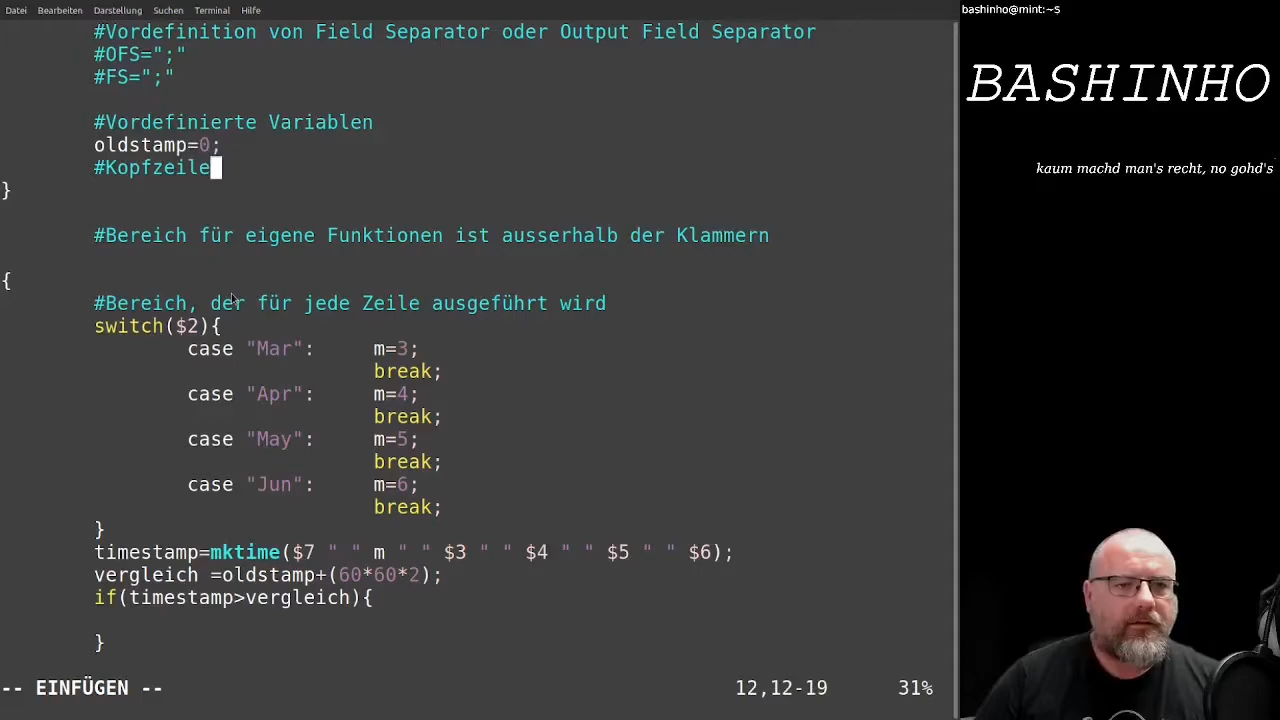 Datei Bearbeiten Darstellung Suchen Terminal Hilfe
#Vordefinition von Field Separator oder Output Field Separator
#OFS=";"
#FS=";"
#Vordefinierte Variablen
oldstamp=0;
#Kopfzeile
}
#Bereich für eigene Funktionen ist ausserhalb der Klammern
{
#Bereich, der für jede Zeile ausgeführt wird
switch($2){
case "Mar": m=3;
break;
case "Apr": m=4;
break;
case "May": m=5;
break;
case "Jun": m=6;
break;
}
timestamp=mktime($7 " " m " " $3 " " $4 " " $5 " " $6);
vergleich =oldstamp+(60*60*2);
if(timestamp>vergleich){
}
-- EINFÜGEN -- 12,12-19 31%
bashinho@mint:~$
BASHINHO
kaum machd man's recht, no gohd's